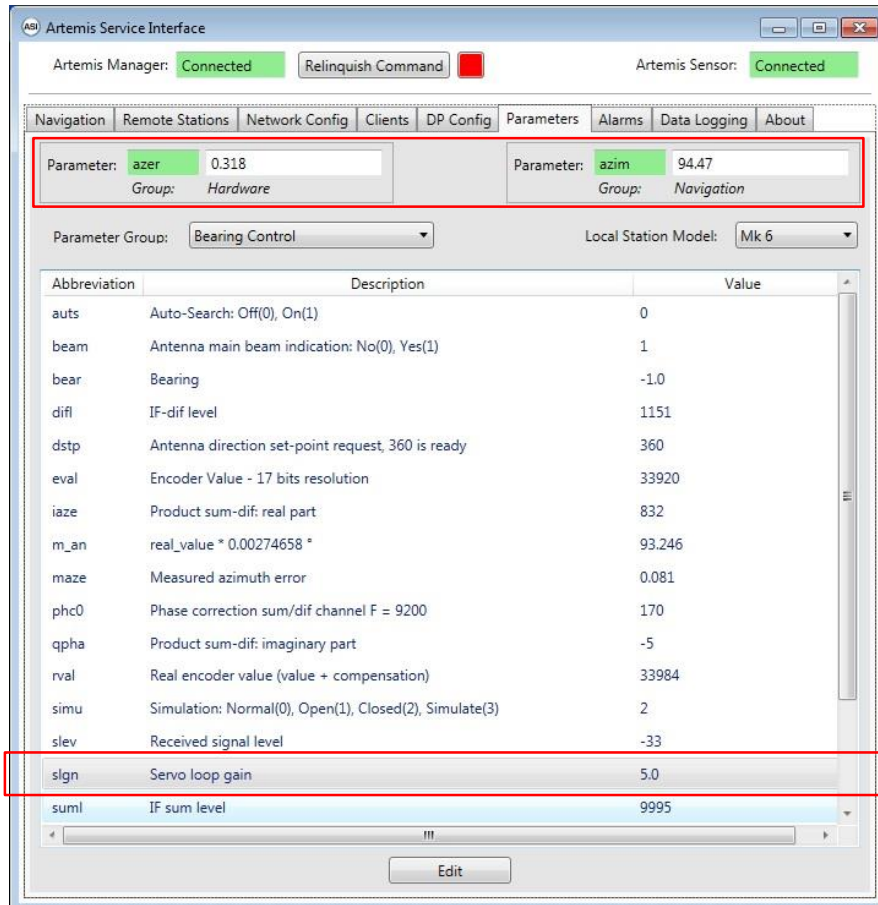 ASI Artemis Service Interface
Artemis Manager: Connected Relinquish Command Artemis Sensor: Connected
Navigation Remote Stations Network Config Clients DP Config Parameters Alarms Data Logging About
Parameter: azer 0.318 Parameter: azim 94.47
Group: Hardware Group: Navigation
Parameter Group: Bearing Control Local Station Model: Mk 6
Abbreviation Description Value
auts Auto-Search: Off(0), On(1) 0
beam Antenna main beam indication: No(0), Yes(1) 1
bear Bearing -1.0
difl IF-dif level 1151
dstp Antenna direction set-point request, 360 is ready 360
eval Encoder Value - 17 bits resolution 33920
iaze Product sum-dif: real part 832
m_an real_value * 0.00274658 ° 93.246
maze Measured azimuth error 0.081
phc0 Phase correction sum/dif channel F = 9200 170
qpha Product sum-dif: imaginary part -5
rval Real encoder value (value + compensation) 33984
simu Simulation: Normal(0), Open(1), Closed(2), Simulate(3) 2
slev Received signal level -33
slgn Servo loop gain 5.0
suml IF sum level 9995
Edit